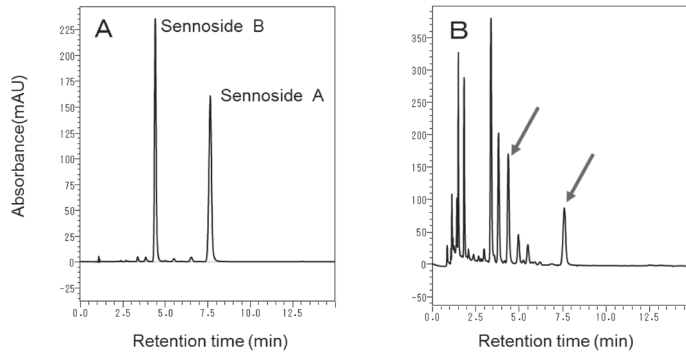 A
Sennoside B
Sennoside A
Absorbance(mAU)
225
200
175
150
125
100
75
50
25
0
-25
0.0 2.5 5.0 7.5 10.0 12.5
Retention time (min)
B
350
300
250
200
150
100
50
0
-50
0.0 2.5 5.0 7.5 10.0 12.5
Retention time (min)